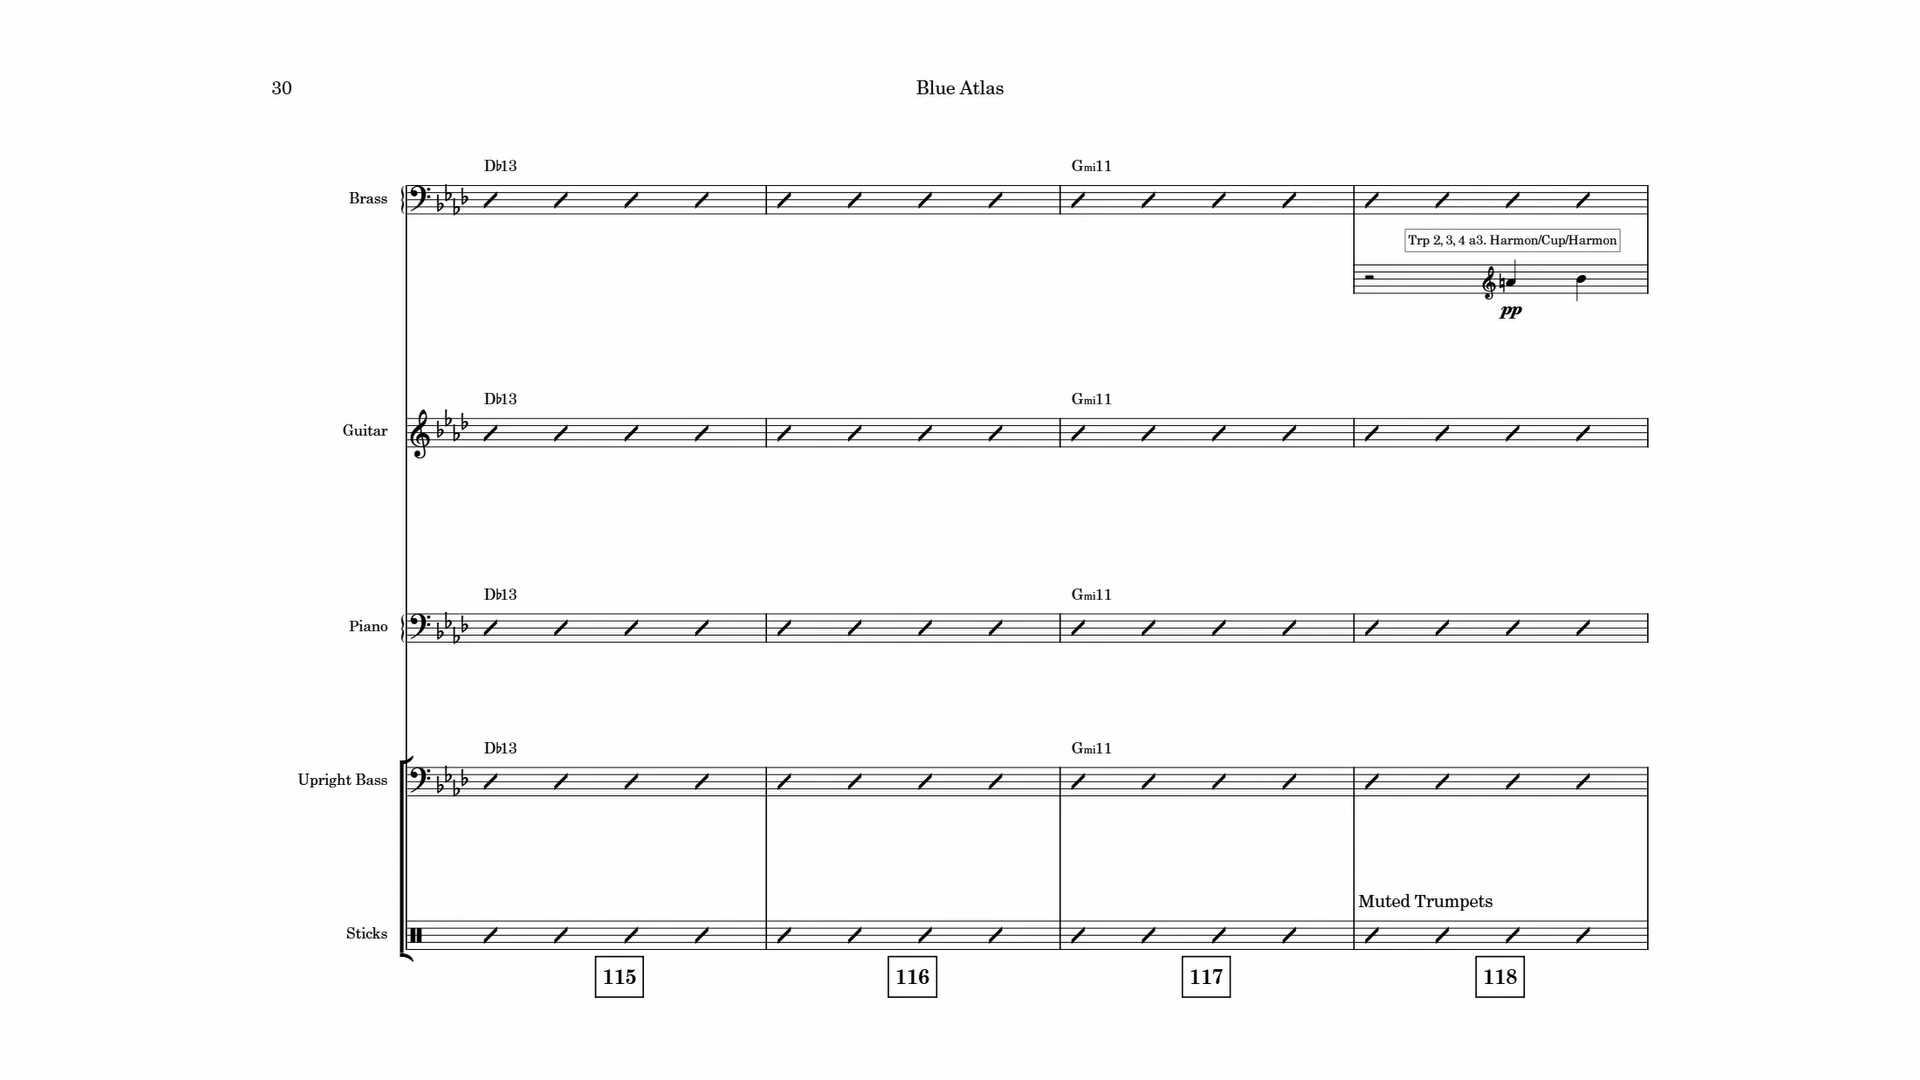 30
Blue Atlas
D♭13
Gmi11
Brass
Trp 2, 3, 4 a3. Harmon/Cup/Harmon
pp
D♭13
Gmi11
Guitar
D♭13
Gmi11
Piano
D♭13
Gmi11
Upright Bass
Muted Trumpets
Sticks
115
116
117
118